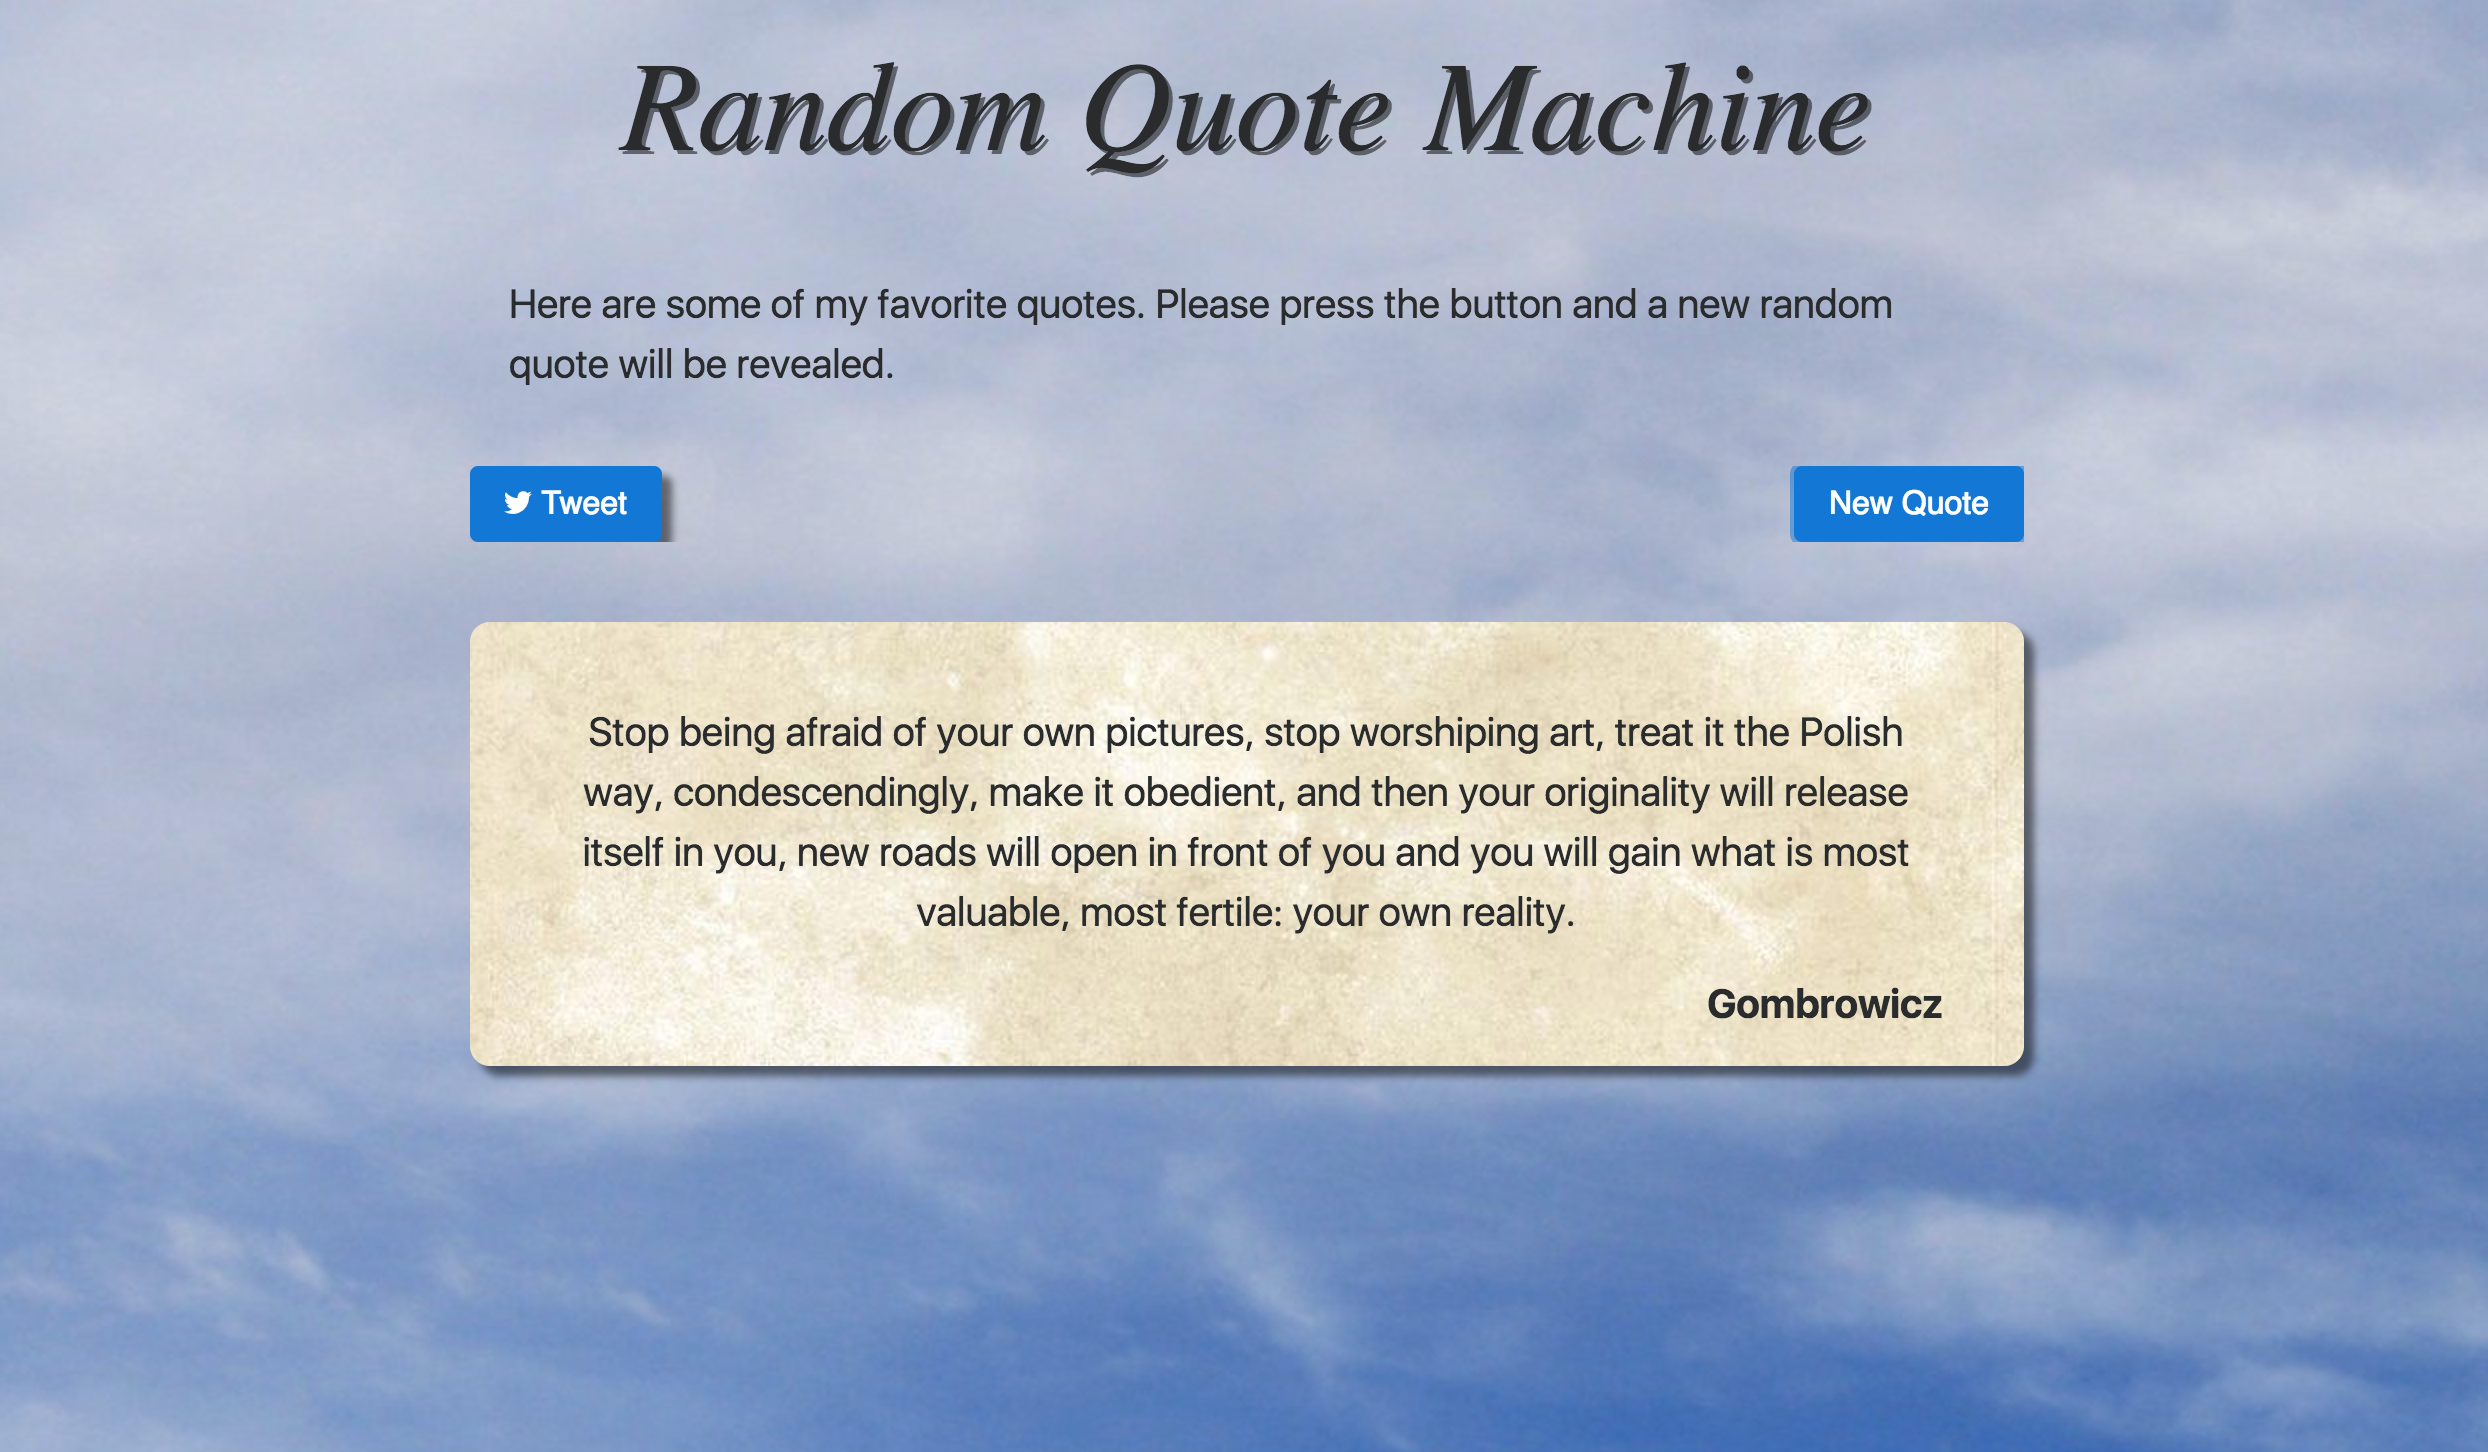 Random Quote Machine
Here are some of my favorite quotes. Please press the button and a new random
quote will be revealed.
Tweet
New Quote
Stop being afraid of your own pictures, stop worshiping art, treat it the Polish
way, condescendingly, make it obedient, and then your originality will release
itself in you, new roads will open in front of you and you will gain what is most
valuable, most fertile: your own reality.
Gombrowicz